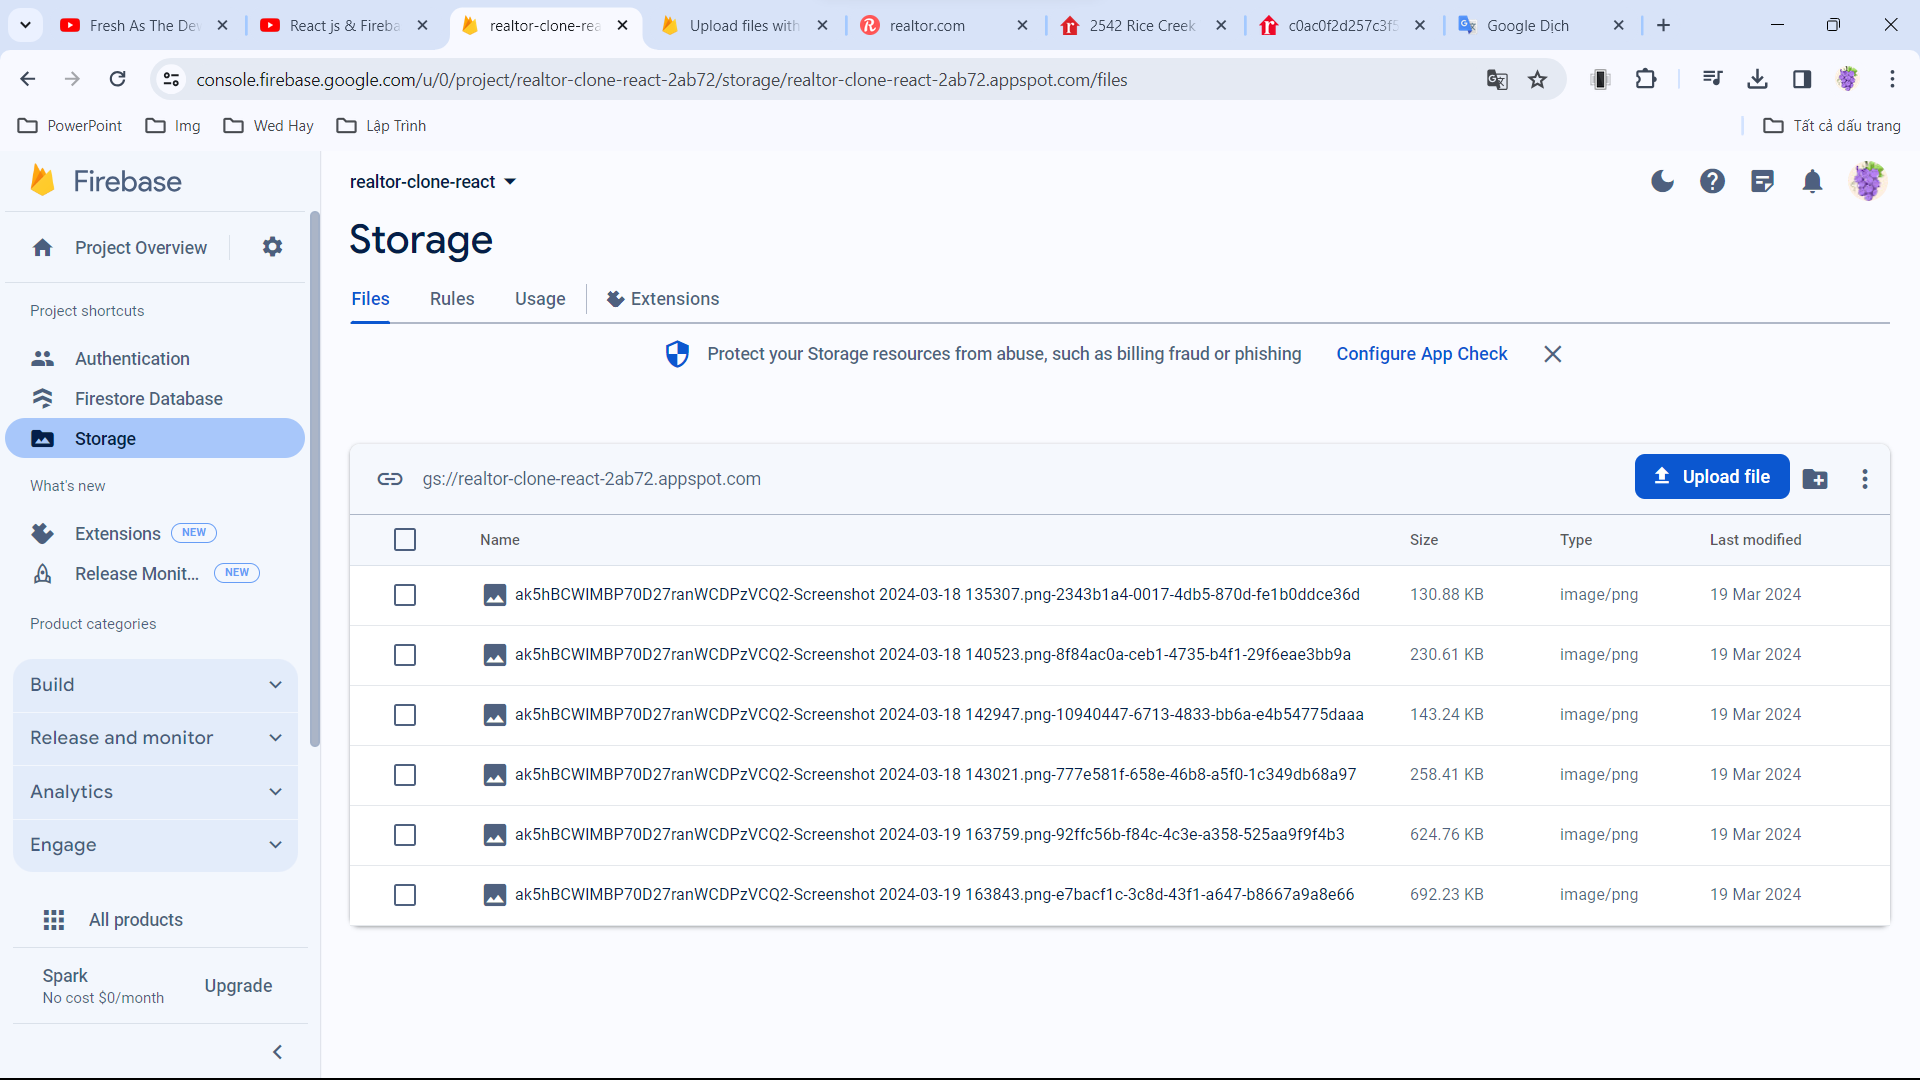 Fresh As The De
React js & Fireba
realtor-clone-rea
Upload files with
realtor.com
2542 Rice Creek
c0ac0f2d257c3f5
Google Dịch
console.firebase.google.com/u/0/project/realtor-clone-react-2ab72/storage/realtor-clone-react-2ab72.appspot.com/files
PowerPoint
Img
Wed Hay
Lập Trình
Tất cả dấu trang
Firebase
Project Overview
Project shortcuts
Authentication
Firestore Database
Storage
What's new
Extensions NEW
Release Monit... NEW
Product categories
Build
Release and monitor
Analytics
Engage
All products
Spark
No cost $0/month
Upgrade
realtor-clone-react
Storage
Files Rules Usage Extensions
Protect your Storage resources from abuse, such as billing fraud or phishing Configure App Check
gs://realtor-clone-react-2ab72.appspot.com
Upload file
Name Size Type Last modified
ak5hBCWIMBP70D27ranWCDPzVCQ2-Screenshot 2024-03-18 135307.png-2343b1a4-0017-4db5-870d-fe1b0ddce36d 130.88 KB image/png 19 Mar 2024
ak5hBCWIMBP70D27ranWCDPzVCQ2-Screenshot 2024-03-18 140523.png-8f84ac0a-ceb1-4735-b4f1-29f6eae3bb9a 230.61 KB image/png 19 Mar 2024
ak5hBCWIMBP70D27ranWCDPzVCQ2-Screenshot 2024-03-18 142947.png-10940447-6713-4833-bb6a-e4b54775daaa 143.24 KB image/png 19 Mar 2024
ak5hBCWIMBP70D27ranWCDPzVCQ2-Screenshot 2024-03-18 143021.png-777e581f-658e-46b8-a5f0-1c349db68a97 258.41 KB image/png 19 Mar 2024
ak5hBCWIMBP70D27ranWCDPzVCQ2-Screenshot 2024-03-19 163759.png-92ffc56b-f84c-4c3e-a358-525aa9f9f4b3 624.76 KB image/png 19 Mar 2024
ak5hBCWIMBP70D27ranWCDPzVCQ2-Screenshot 2024-03-19 163843.png-e7bacf1c-3c8d-43f1-a647-b8667a9a8e66 692.23 KB image/png 19 Mar 2024